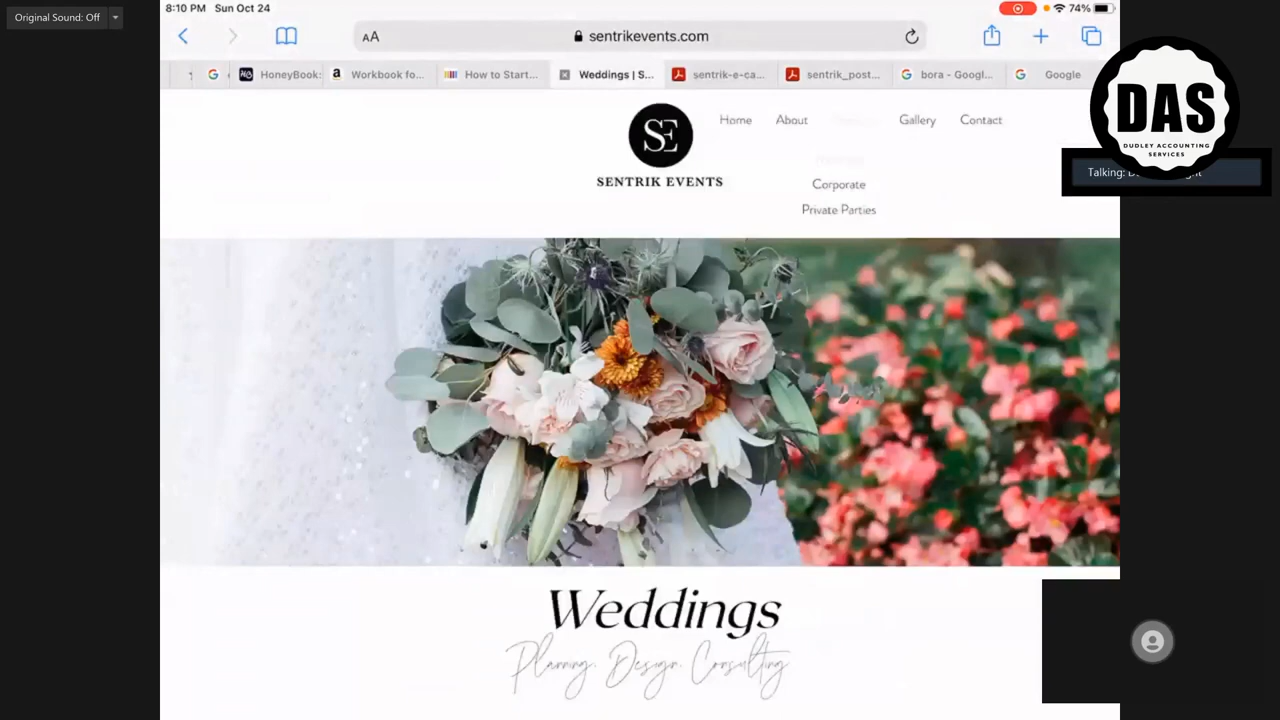 Original Sound: Off
8:10 PM Sun Oct 24
74%
AA
sentrikevents.com
HoneyBook:
Workbook fo...
How to Start...
Weddings | S...
sentrik-e-ca...
sentrik_post...
bora - Googl...
Google
SE
SENTRIK EVENTS
Home About Gallery Contact
Corporate
Private Parties
DAS
DUDLEY ACCOUNTING
SERVICES
Talking:
Weddings
Planning. Design. Consulting